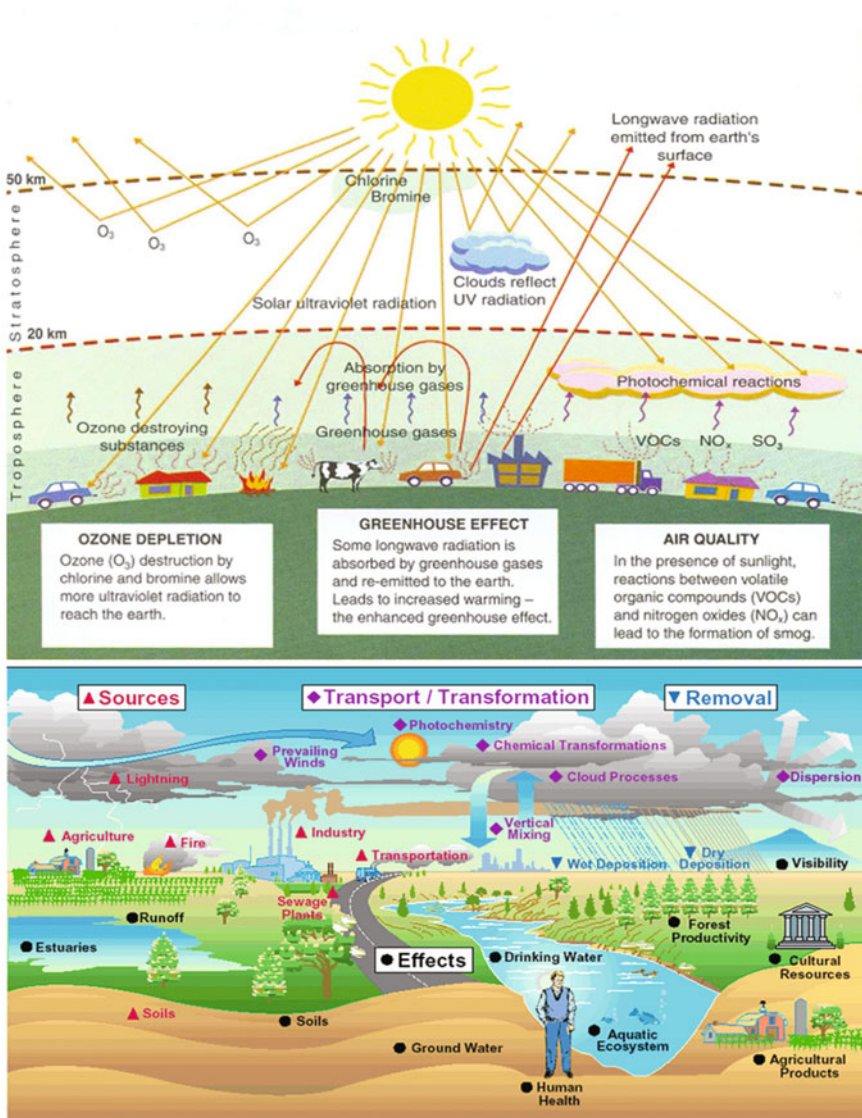 Longwave radiation
emitted from earth's
surface
50 km
Chlorine
Bromine
O₃
O₃
O₃
Stratosphere
Clouds reflect
UV radiation
Solar ultraviolet radiation
20 km
Troposphere
Absorption by
greenhouse gases
Photochemical reactions
Ozone destroying
substances
Greenhouse gases
VOCs NOₓ SO₃
OZONE DEPLETION
Ozone (O₃) destruction by
chlorine and bromine allows
more ultraviolet radiation to
reach the earth.
GREENHOUSE EFFECT
Some longwave radiation is
absorbed by greenhouse gases
and re-emitted to the earth.
Leads to increased warming –
the enhanced greenhouse effect.
AIR QUALITY
In the presence of sunlight,
reactions between volatile
organic compounds (VOCs)
and nitrogen oxides (NOₓ) can
lead to the formation of smog.
Sources
Transport / Transformation
Removal
Photochemistry
Prevailing
Winds
Chemical Transformations
Lightning
Cloud Processes
Dispersion
Agriculture
Fire
Industry
Vertical
Mixing
Transportation
Wet Deposition
Dry
Deposition
Visibility
Sewage
Plants
Runoff
Estuaries
Effects
Drinking Water
Forest
Productivity
Cultural
Resources
Soils
Soils
Ground Water
Aquatic
Ecosystem
Agricultural
Products
Human
Health